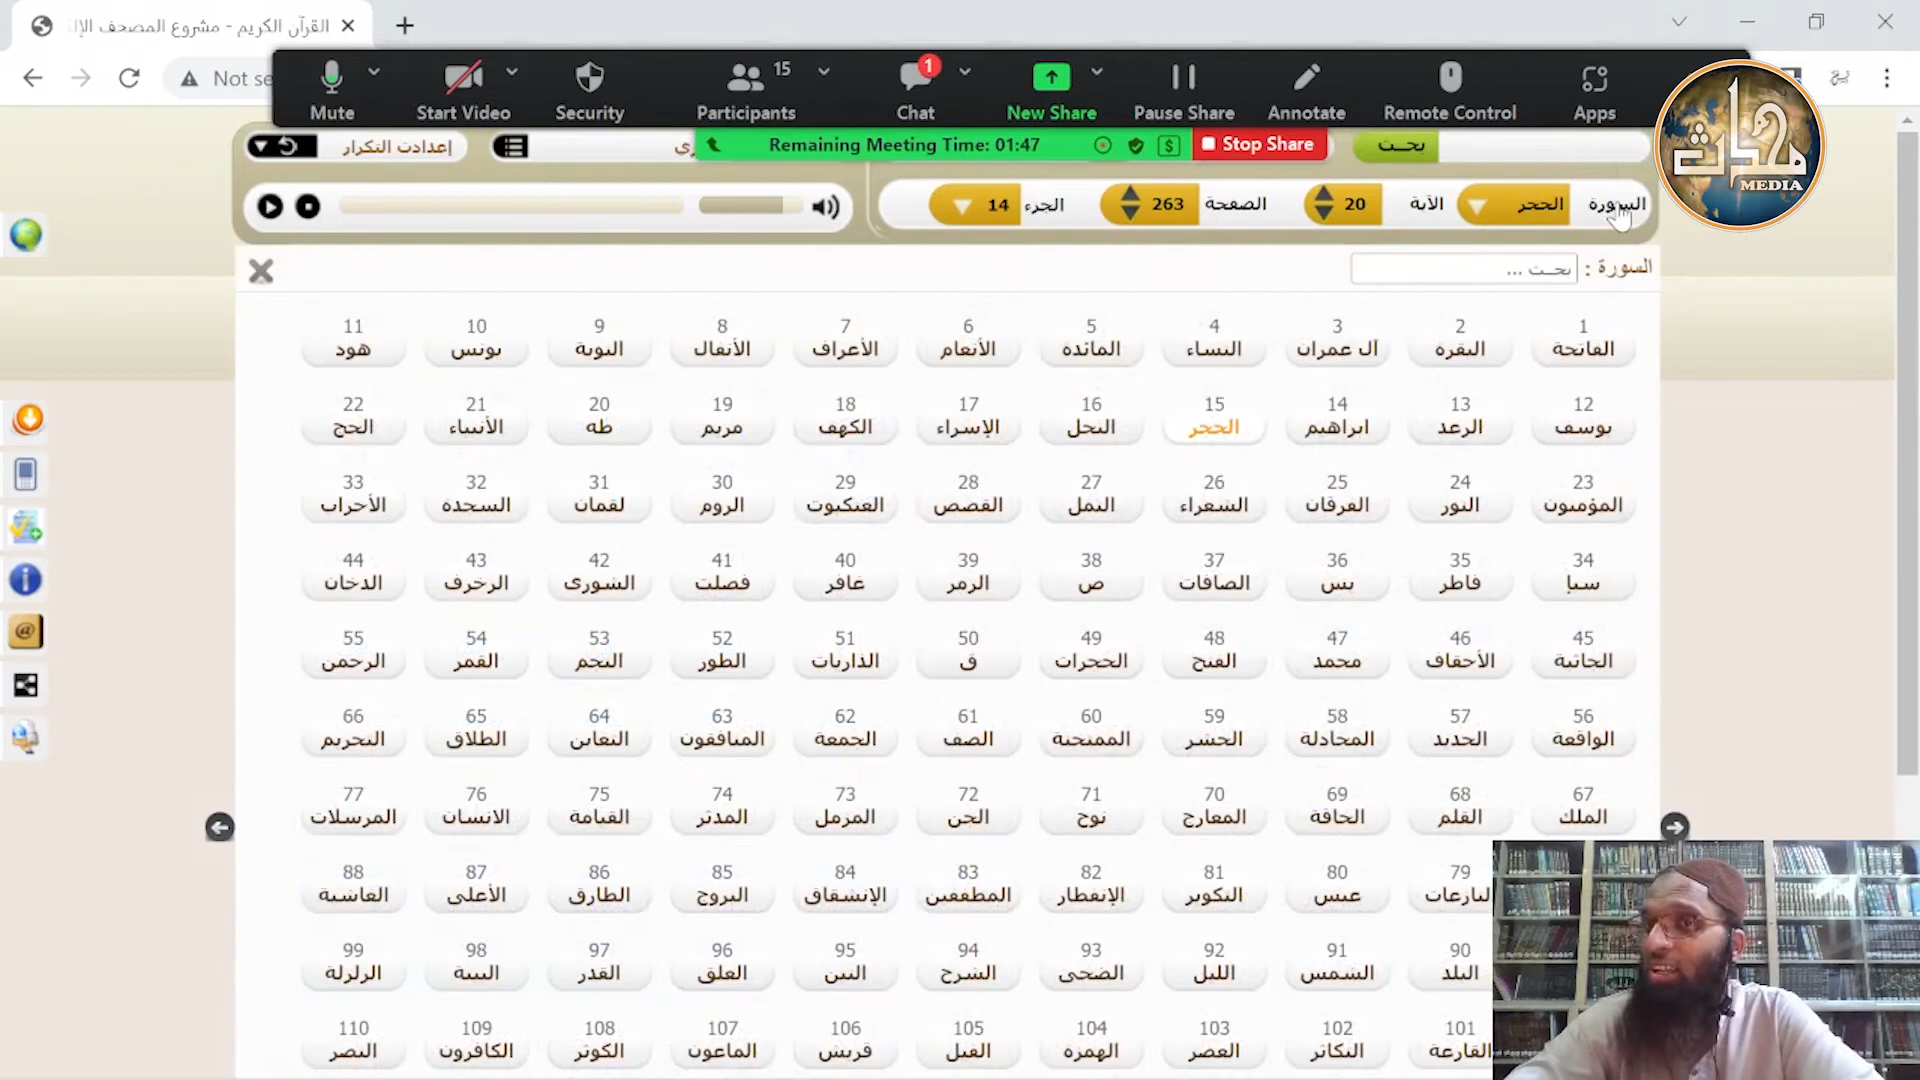 القرآن الكريم - مشروع المصحف الإل
Not se
Mute
Start Video
Security
Participants
15
Chat
1
New Share
Pause Share
Annotate
Remote Control
Apps
محدث
MEDIA
إعدادت التكرار
Remaining Meeting Time: 01:47
Stop Share
بحث
السورة الحجر الآية 20 الصفحة 263 الجزء 14
السورة : بحث ...
1 2 3 4 5 6 7 8 9 10 11
الفاتحة البقرة آل عمران النساء المائدة الأنعام الأعراف الأنفال التوبة يونس هود
12 13 14 15 16 17 18 19 20 21 22
يوسف الرعد ابراهيم الحجر النحل الإسراء الكهف مريم طه الأنبياء الحج
23 24 25 26 27 28 29 30 31 32 33
المؤمنون النور الفرقان الشعراء النمل القصص العنكبوت الروم لقمان السجدة الأحزاب
34 35 36 37 38 39 40 41 42 43 44
سبإ فاطر يس الصافات ص الزمر غافر فصلت الشورى الزخرف الدخان
45 46 47 48 49 50 51 52 53 54 55
الجاثية الأحقاف محمد الفتح الحجرات ق الذاريات الطور النجم القمر الرحمن
56 57 58 59 60 61 62 63 64 65 66
الواقعة الحديد المجادلة الحشر الممتحنة الصف الجمعة المنافقون التغابن الطلاق التحريم
67 68 69 70 71 72 73 74 75 76 77
الملك القلم الحاقة المعارج نوح الجن المزمل المدثر القيامة الانسان المرسلات
79 80 81 82 83 84 85 86 87 88
النازعات عبس التكوير الإنفطار المطففين الإنشقاق البروج الطارق الأعلى الغاشية
90 91 92 93 94 95 96 97 98 99
البلد الشمس الليل الضحى الشرح التين العلق القدر البينة الزلزلة
101 102 103 104 105 106 107 108 109 110
القارعة التكاثر العصر الهمزة الفيل قريش الماعون الكوثر الكافرون النصر